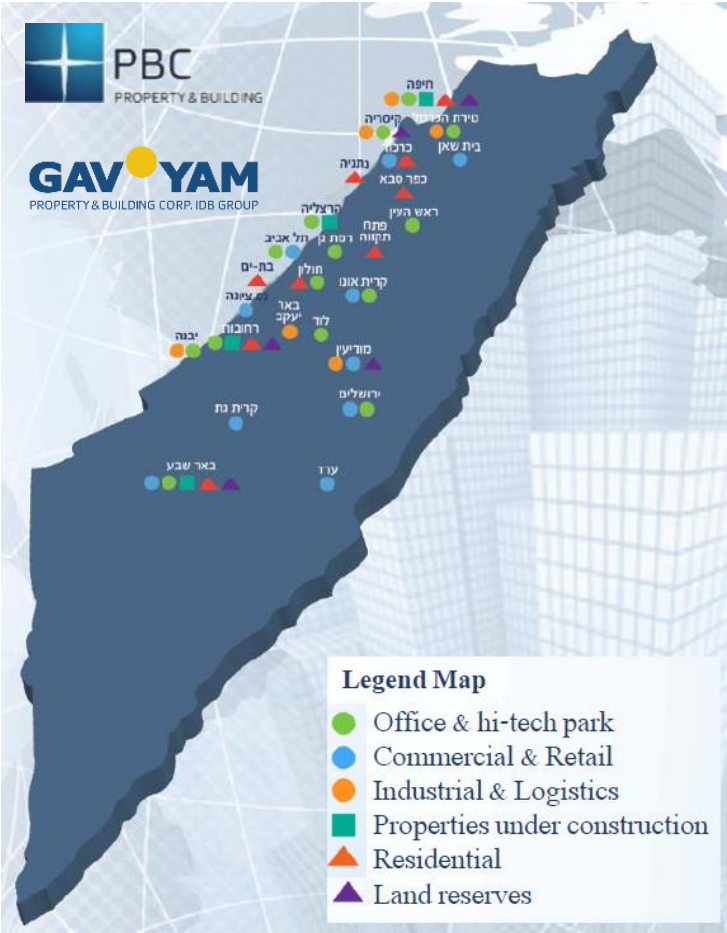 PBC
PROPERTY & BUILDING
GAV YAM
PROPERTY & BUILDING CORP. IDB GROUP
חיפה
טירת הכרמל
קיסריה
כרכור
בית שאן
נתניה
כפר סבא
הרצליה
ראש העין
פתח
תקווה
תל אביב
רמת גן
בת-ים
חולון
קרית אונו
נס ציונה
באר
יעקב
לוד
יבנה
רחובות
מודיעין
ירושלים
קרית גת
באר שבע
ערד
Legend Map
Office & hi-tech park
Commercial & Retail
Industrial & Logistics
Properties under construction
Residential
Land reserves